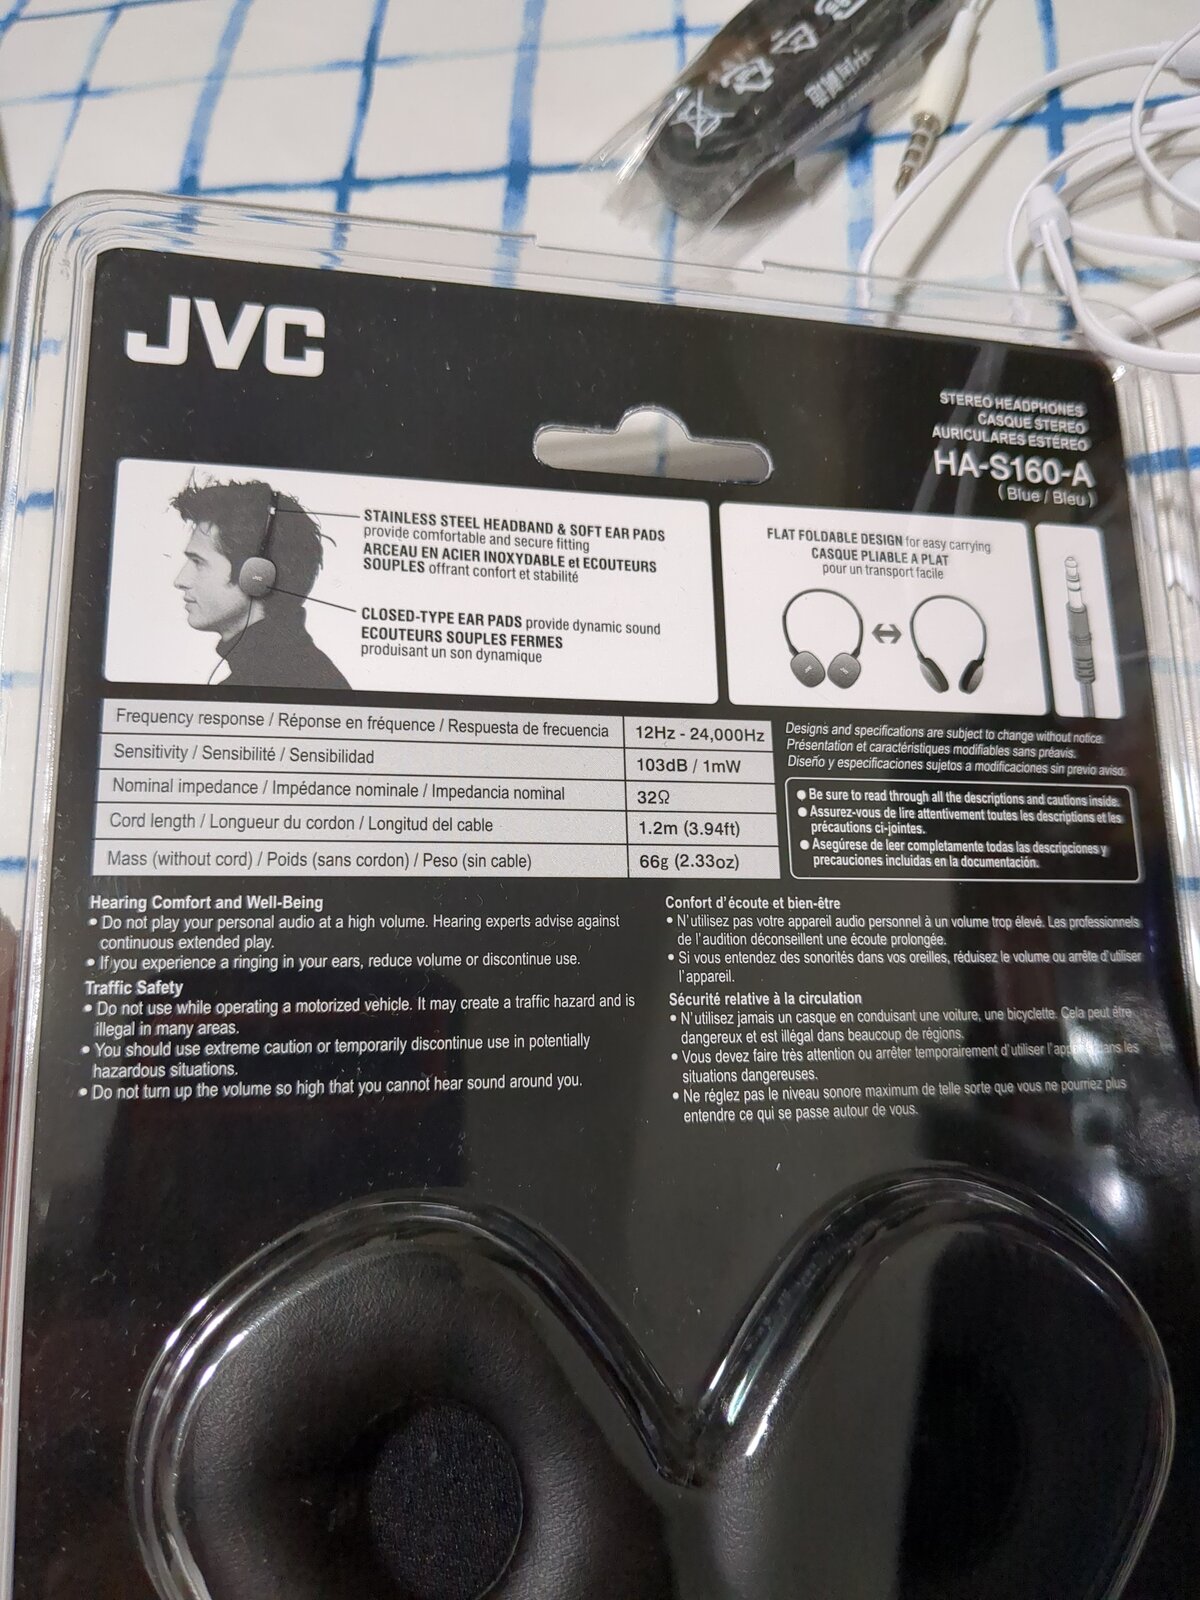 JVC
STEREO HEADPHONES
CASQUE STEREO
AURICULARES ESTÉREO
HA-S160-A
(Blue / Bleu)
STAINLESS STEEL HEADBAND & SOFT EAR PADS
provide comfortable and secure fitting
ARCEAU EN ACIER INOXYDABLE et ECOUTEURS
SOUPLES offrant confort et stabilité
CLOSED-TYPE EAR PADS provide dynamic sound
ECOUTEURS SOUPLES FERMES
produisant un son dynamique
FLAT FOLDABLE DESIGN for easy carrying
CASQUE PLIABLE A PLAT
pour un transport facile
Frequency response / Réponse en fréquence / Respuesta de frecuencia 12Hz - 24,000Hz
Sensitivity / Sensibilité / Sensibilidad 103dB / 1mW
Nominal impedance / Impédance nominale / Impedancia nominal 32Ω
Cord length / Longueur du cordon / Longitud del cable 1.2m (3.94ft)
Mass (without cord) / Poids (sans cordon) / Peso (sin cable) 66g (2.33oz)
Designs and specifications are subject to change without notice.
Présentation et caractéristiques modifiables sans préavis.
Diseño y especificaciones sujetos a modificaciones sin previo aviso.
● Be sure to read through all the descriptions and cautions inside.
● Assurez-vous de lire attentivement toutes les descriptions et les
précautions ci-jointes.
● Asegúrese de leer completamente todas las descripciones y
precauciones incluidas en la documentación.
Hearing Comfort and Well-Being
• Do not play your personal audio at a high volume. Hearing experts advise against
continuous extended play.
• If you experience a ringing in your ears, reduce volume or discontinue use.
Traffic Safety
• Do not use while operating a motorized vehicle. It may create a traffic hazard and is
illegal in many areas.
• You should use extreme caution or temporarily discontinue use in potentially
hazardous situations.
• Do not turn up the volume so high that you cannot hear sound around you.
Confort d'écoute et bien-être
• N'utilisez pas votre appareil audio personnel à un volume trop élevé. Les professionnels
de l'audition déconseillent une écoute prolongée.
• Si vous entendez des sonorités dans vos oreilles, réduisez le volume ou arrête d'utiliser
l'appareil.
Sécurité relative à la circulation
• N'utilisez jamais un casque en conduisant une voiture, une bicyclette. Cela peut être
dangereux et est illégal dans beaucoup de régions.
• Vous devez faire très attention ou arrêter temporairement d'utiliser dans les
situations dangereuses.
• Ne réglez pas le niveau sonore maximum de telle sorte que vous ne pourriez plus
entendre ce qui se passe autour de vous.